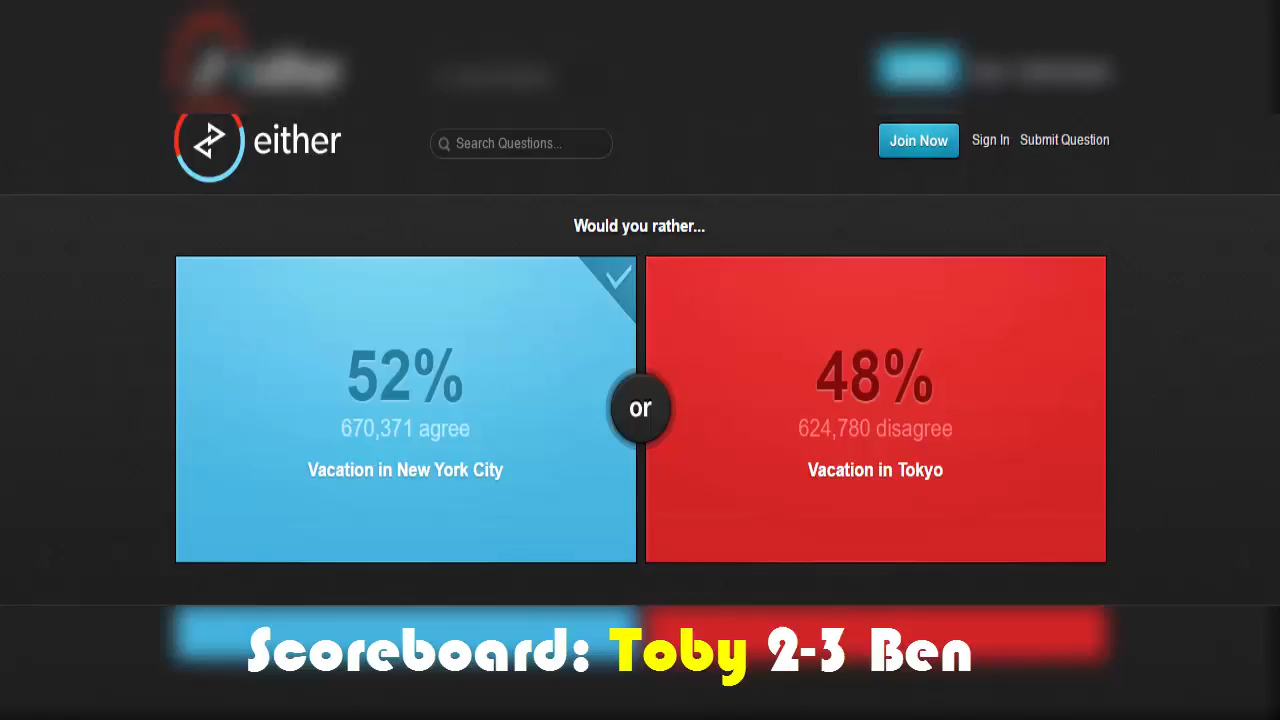 either
Search Questions...
Join Now
Sign In
Submit Question
Would you rather...
52%
670,371 agree
Vacation in New York City
or
48%
624,780 disagree
Vacation in Tokyo
Scoreboard: Toby 2-3 Ben